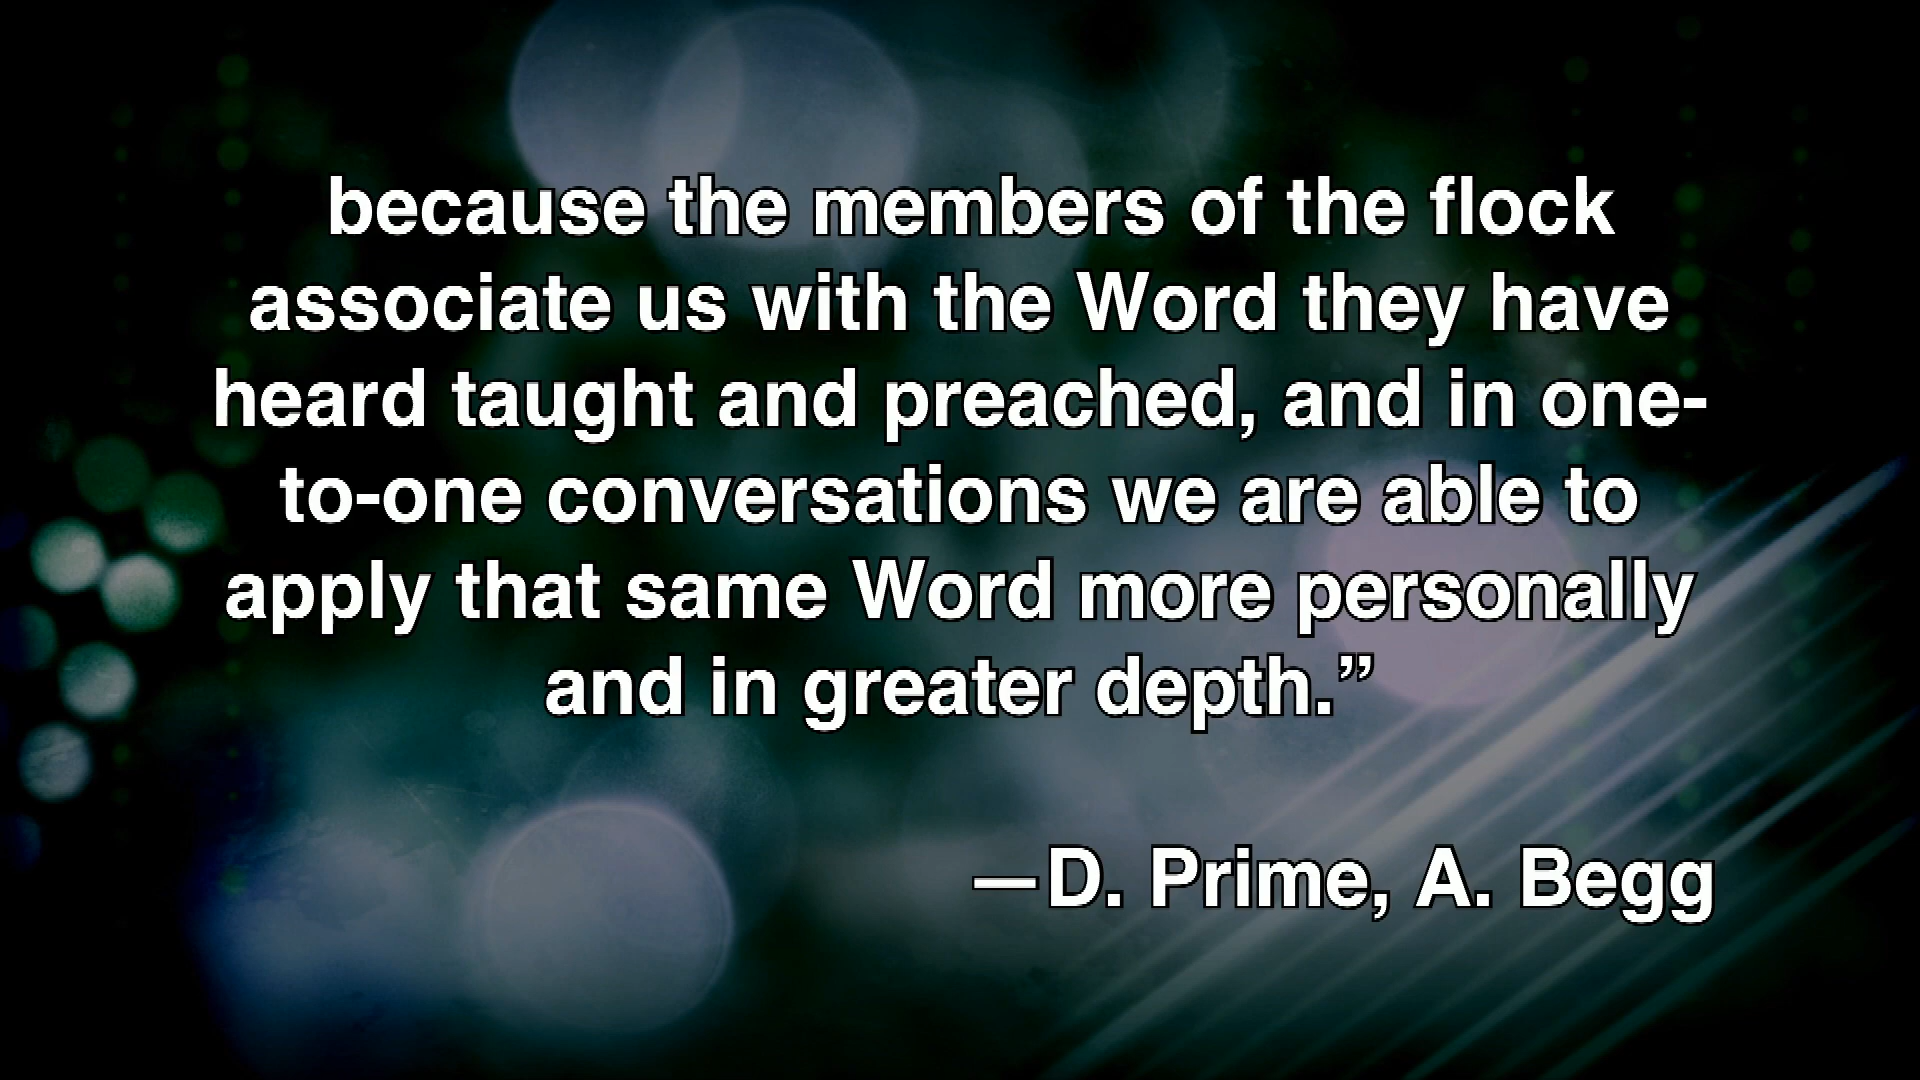 because the members of the flock
associate us with the Word they have
heard taught and preached, and in one-
to-one conversations we are able to
apply that same Word more personally
and in greater depth.”
—D. Prime, A. Begg